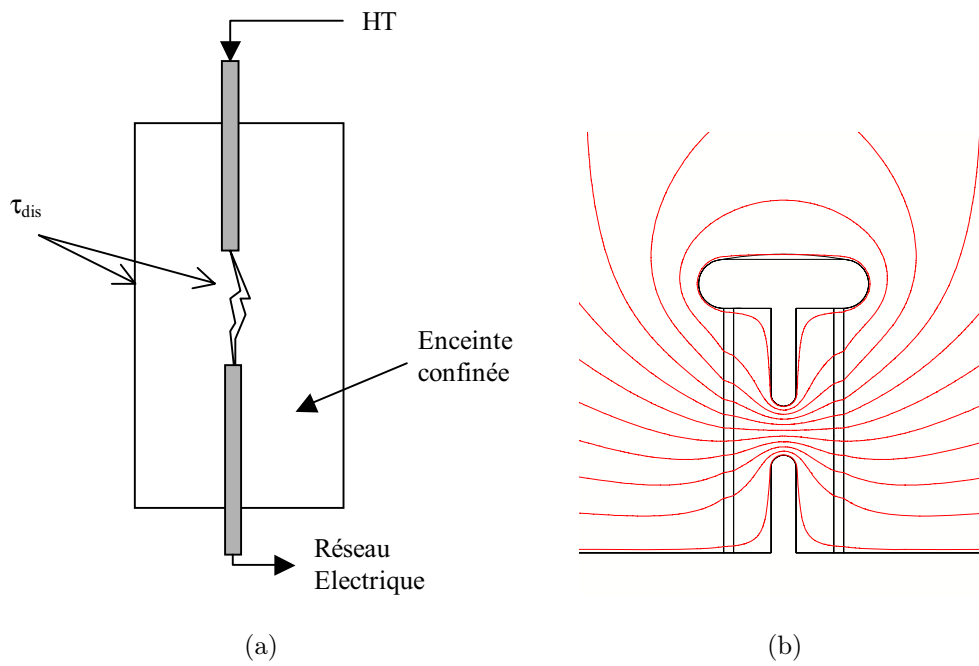 HT
τdis
Enceinte
confinée
Réseau
Electrique
(a)
(b)